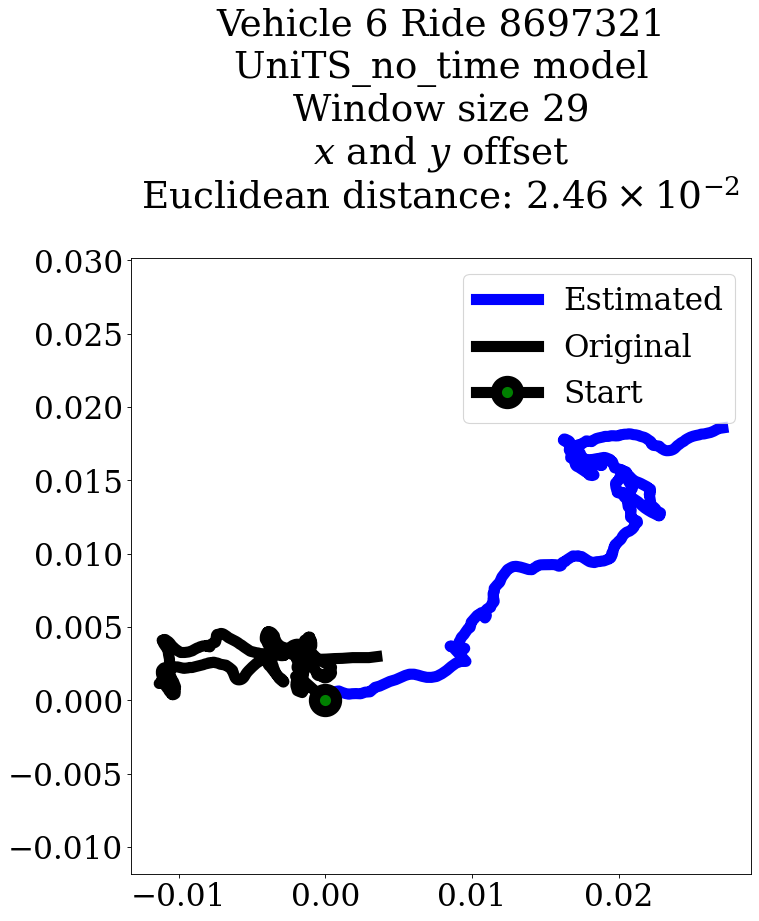 Vehicle 6 Ride 8697321
UniTS_no_time model
Window size 29
x and y offset
Euclidean distance: 2.46 × 10⁻²
0.030
0.025
0.020
0.015
0.010
0.005
0.000
−0.005
−0.010
Estimated
Original
Start
−0.01 0.00 0.01 0.02